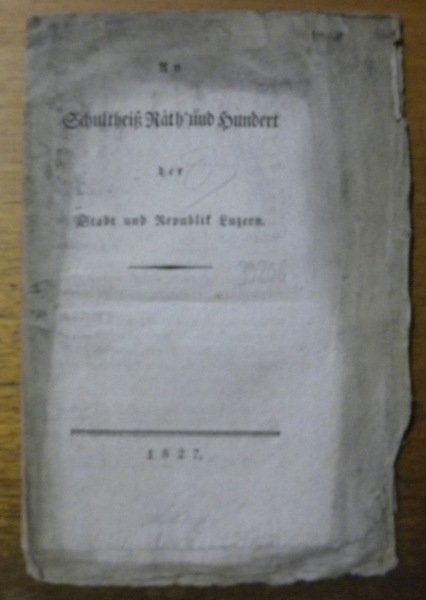 An
Schultheiß Räth' und Hundert
der
Stadt und Republik Luzern.
1827.